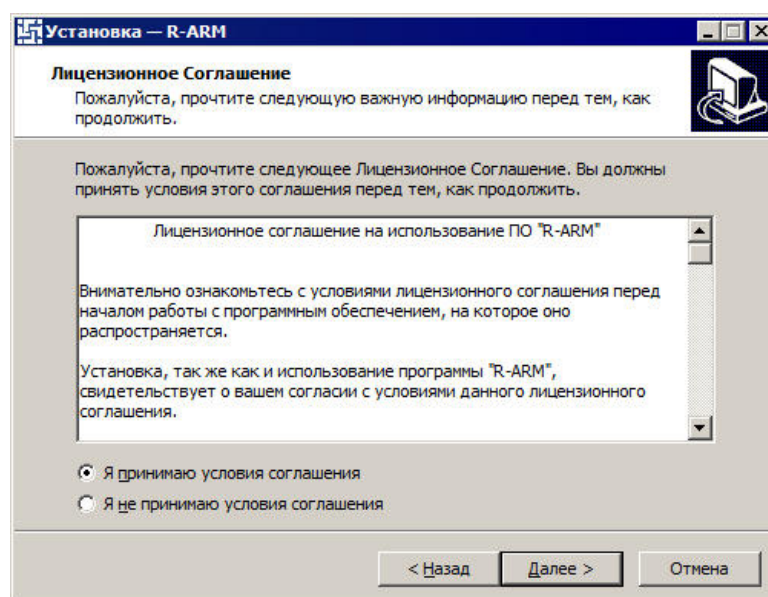 Установка — R-ARM
Лицензионное Соглашение
Пожалуйста, прочтите следующую важную информацию перед тем, как
продолжить.
Пожалуйста, прочтите следующее Лицензионное Соглашение. Вы должны
принять условия этого соглашения перед тем, как продолжить.
Лицензионное соглашение на использование ПО "R-ARM"
Внимательно ознакомьтесь с условиями лицензионного соглашения перед
началом работы с программным обеспечением, на которое оно
распространяется.
Установка, так же как и использование программы "R-ARM",
свидетельствует о вашем согласии с условиями данного лицензионного
соглашения.
Я принимаю условия соглашения
Я не принимаю условия соглашения
< Назад Далее > Отмена